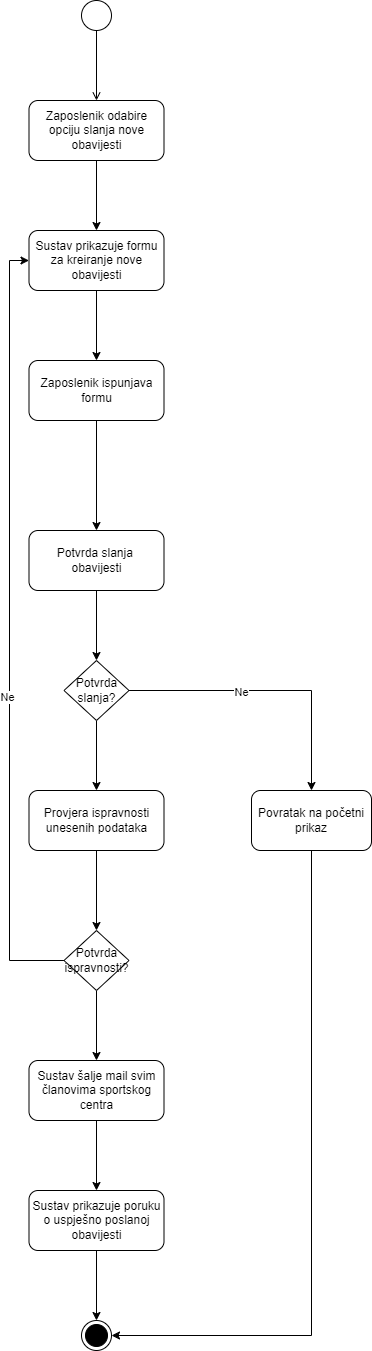 Zaposlenik odabire
opciju slanja nove
obavijesti
Sustav prikazuje formu
za kreiranje nove
obavijesti
Zaposlenik ispunjava
formu
Potvrda slanja
obavijesti
Potvrda
slanja?
Ne
Ne
Provjera ispravnosti
unesenih podataka
Povratak na početni
prikaz
Potvrda
ispravnosti?
Sustav šalje mail svim
članovima sportskog
centra
Sustav prikazuje poruku
o uspješno poslanoj
obavijesti